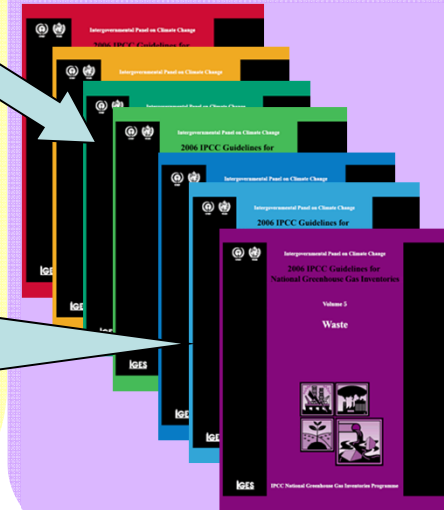 Intergovernmental Panel on Climate Change
2006 IPCC Guidelines for
Intergovernmental Panel on Climate Change
Intergovernmental Panel on Climate Change
Intergovernmental Panel on Climate Change
2006 IPCC Guidelines for
Intergovernmental Panel on Climate Change
Intergovernmental Panel on Climate Change
2006 IPCC Guidelines for
Intergovernmental Panel on Climate Change
2006 IPCC Guidelines for
National Greenhouse Gas Inventories
Volume 5
Waste
IGES
IGES
IPCC National Greenhouse Gas Inventories Programme